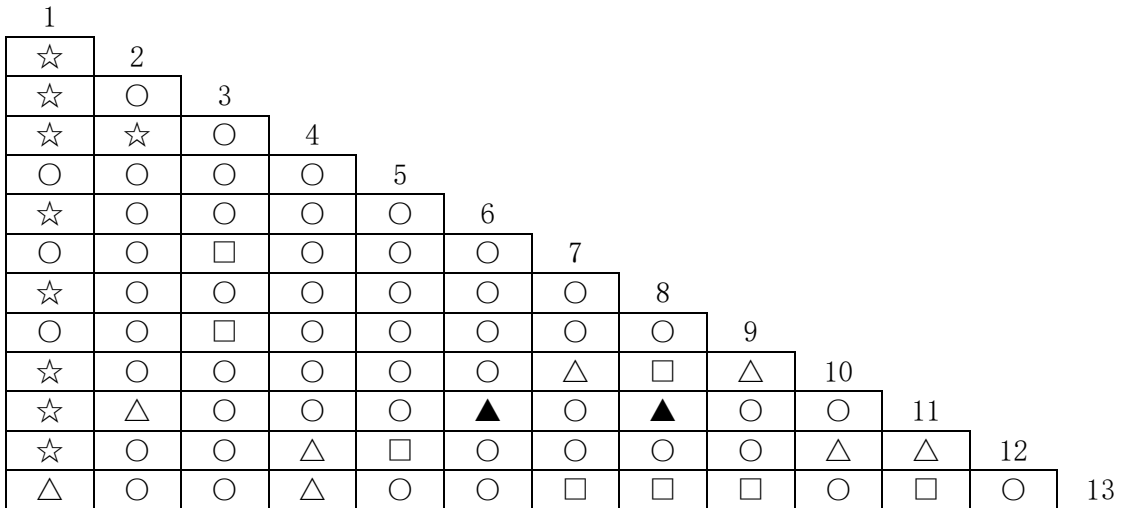 1
☆ 2
☆ ○ 3
☆ ☆ ○ 4
○ ○ ○ ○ 5
☆ ○ ○ ○ ○ 6
○ ○ □ ○ ○ ○ 7
☆ ○ ○ ○ ○ ○ ○ 8
○ ○ □ ○ ○ ○ ○ ○ 9
☆ ○ ○ ○ ○ ○ △ □ △ 10
☆ △ ○ ○ ○ ▲ ○ ▲ ○ ○ 11
☆ ○ ○ △ □ ○ ○ ○ ○ △ △ 12
△ ○ ○ △ ○ ○ □ □ □ ○ □ ○ 13